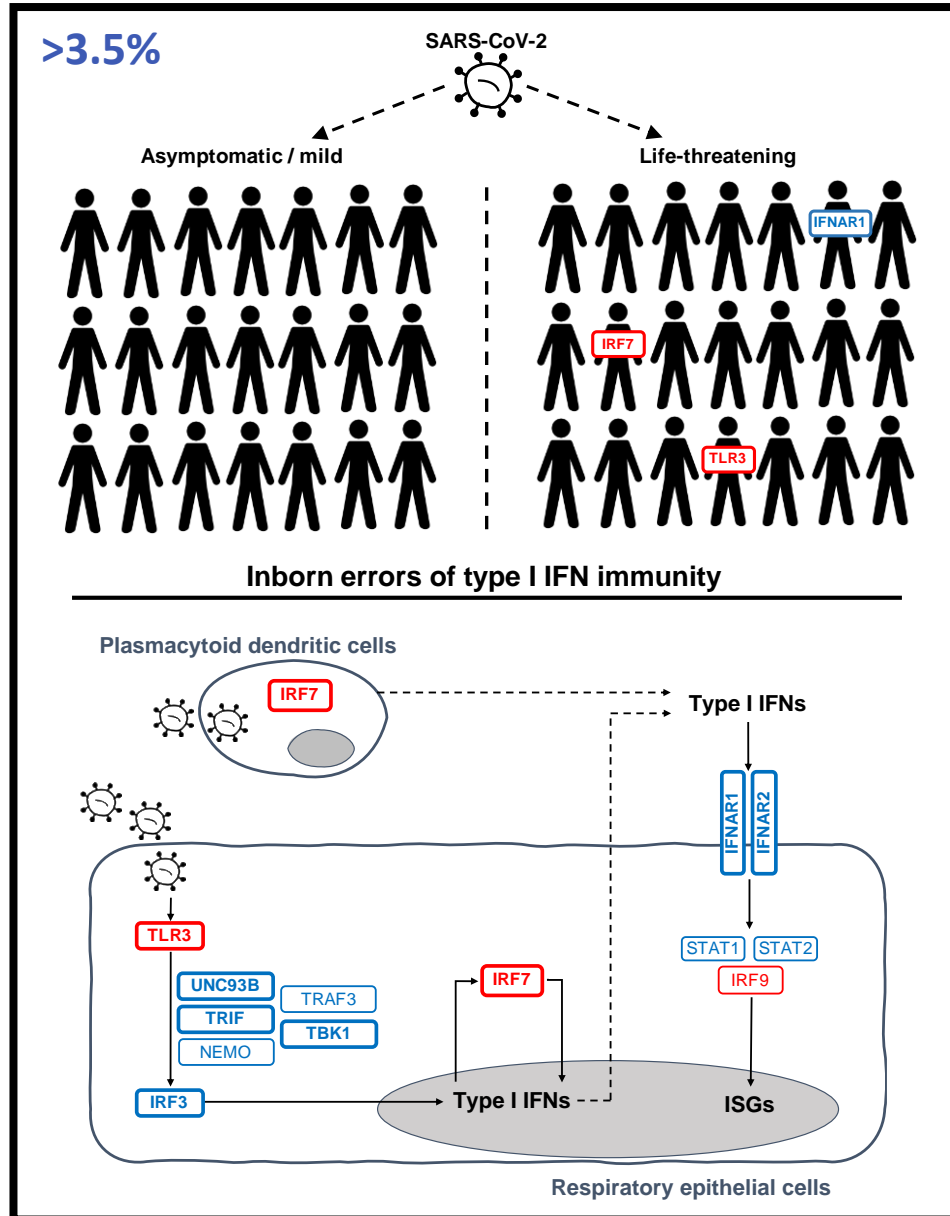 >3.5%
SARS-CoV-2
Asymptomatic / mild
Life-threatening
IFNAR1
IRF7
TLR3
Inborn errors of type I IFN immunity
Plasmacytoid dendritic cells
IRF7
Type I IFNs
IFNAR1
IFNAR2
TLR3
UNC93B
TRAF3
TRIF
TBK1
NEMO
IRF3
IRF7
Type I IFNs
STAT1
STAT2
IRF9
ISGs
Respiratory epithelial cells